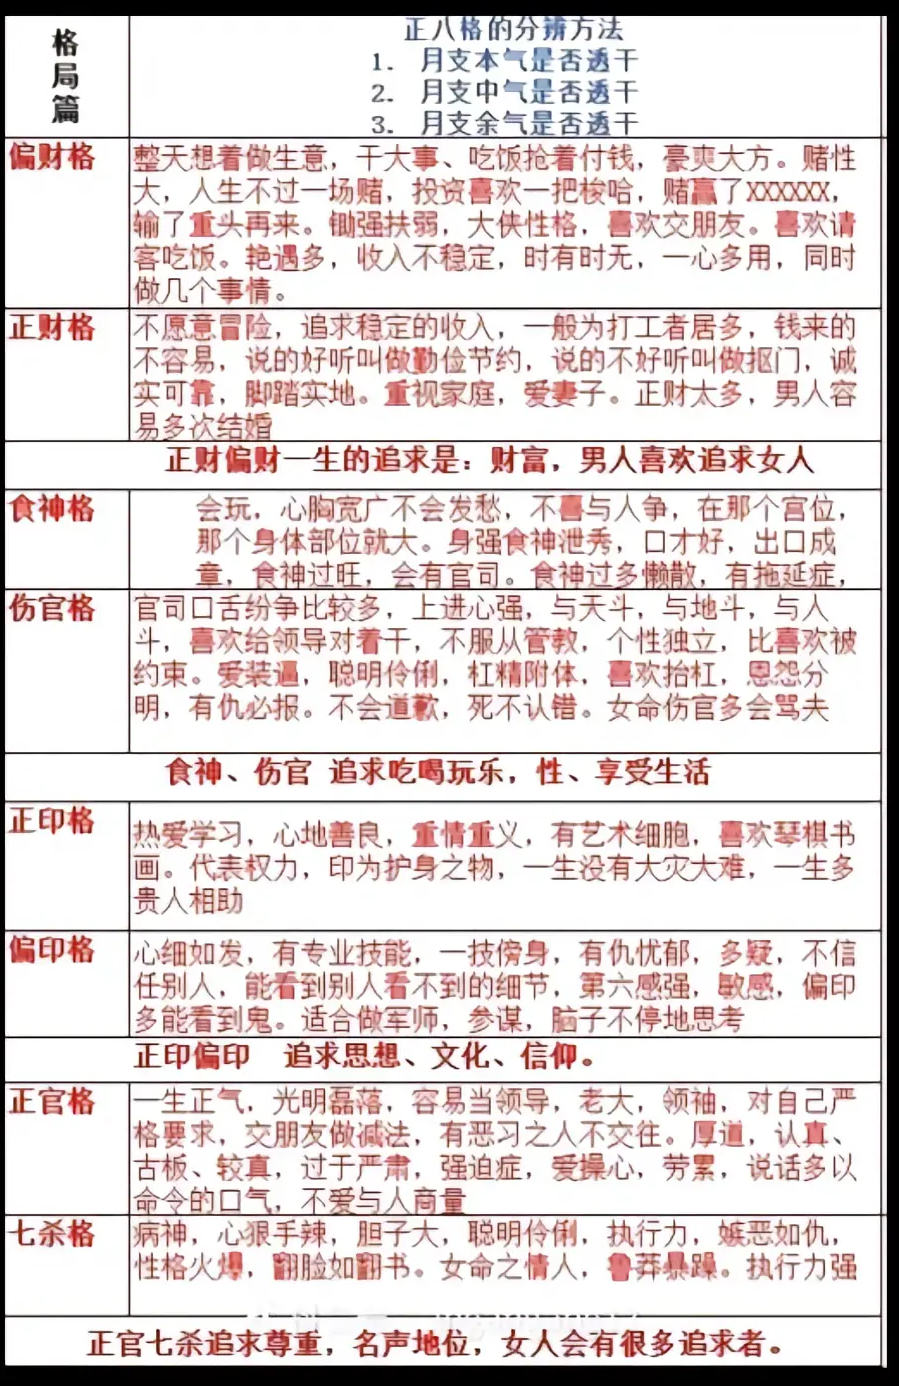 格局篇
正八格的分辨方法
1. 月支本气是否透干
2. 月支中气是否透干
3. 月支余气是否透干
偏财格
整天想着做生意，干大事、吃饭抢着付钱，豪爽大方。赌性
大，人生不过一场赌，投资喜欢一把梭哈，赌赢了XXXXXX，
输了重头再来。锄强扶弱，大侠性格，喜欢交朋友。喜欢请
客吃饭。艳遇多，收入不稳定，时有时无，一心多用，同时
做几个事情。
正财格
不愿意冒险，追求稳定的收入，一般为打工者居多，钱来的
不容易，说的好听叫做勤俭节约，说的不好听叫做抠门，诚
实可靠，脚踏实地。重视家庭，爱妻子。正财太多，男人容
易多次结婚
正财偏财一生的追求是：财富，男人喜欢追求女人
食神格
会玩，心胸宽广不会发愁，不喜与人争，在那个宫位，
那个身体部位就大。身强食神泄秀，口才好，出口成
章，食神过旺，会有官司。食神过多懒散，有拖延症，
伤官格
官司口舌纷争比较多，上进心强，与天斗，与地斗，与人
斗，喜欢给领导对着干，不服从管教，个性独立，比喜欢被
约束。爱装逼，聪明伶俐，杠精附体，喜欢抬杠，恩怨分
明，有仇必报。不会道歉，死不认错。女命伤官多会骂夫
食神、伤官 追求吃喝玩乐，性、享受生活
正印格
热爱学习，心地善良，重情重义，有艺术细胞，喜欢琴棋书
画。代表权力，印为护身之物，一生没有大灾大难，一生多
贵人相助
偏印格
心细如发，有专业技能，一技傍身，有仇忧郁，多疑，不信
任别人，能看到别人看不到的细节，第六感强，敏感，偏印
多能看到鬼。适合做军师，参谋，脑子不停地思考
正印偏印 追求思想、文化、信仰。
正官格
一生正气，光明磊落，容易当领导，老大，领袖，对自己严
格要求，交朋友做减法，有恶习之人不交往。厚道，认真、
古板、较真，过于严肃，强迫症，爱操心，劳累，说话多以
命令的口气，不爱与人商量
七杀格
病神，心狠手辣，胆子大，聪明伶俐，执行力，嫉恶如仇，
性格火爆，翻脸如翻书。女命之情人，鲁莽暴躁。执行力强
正官七杀追求尊重，名声地位，女人会有很多追求者。